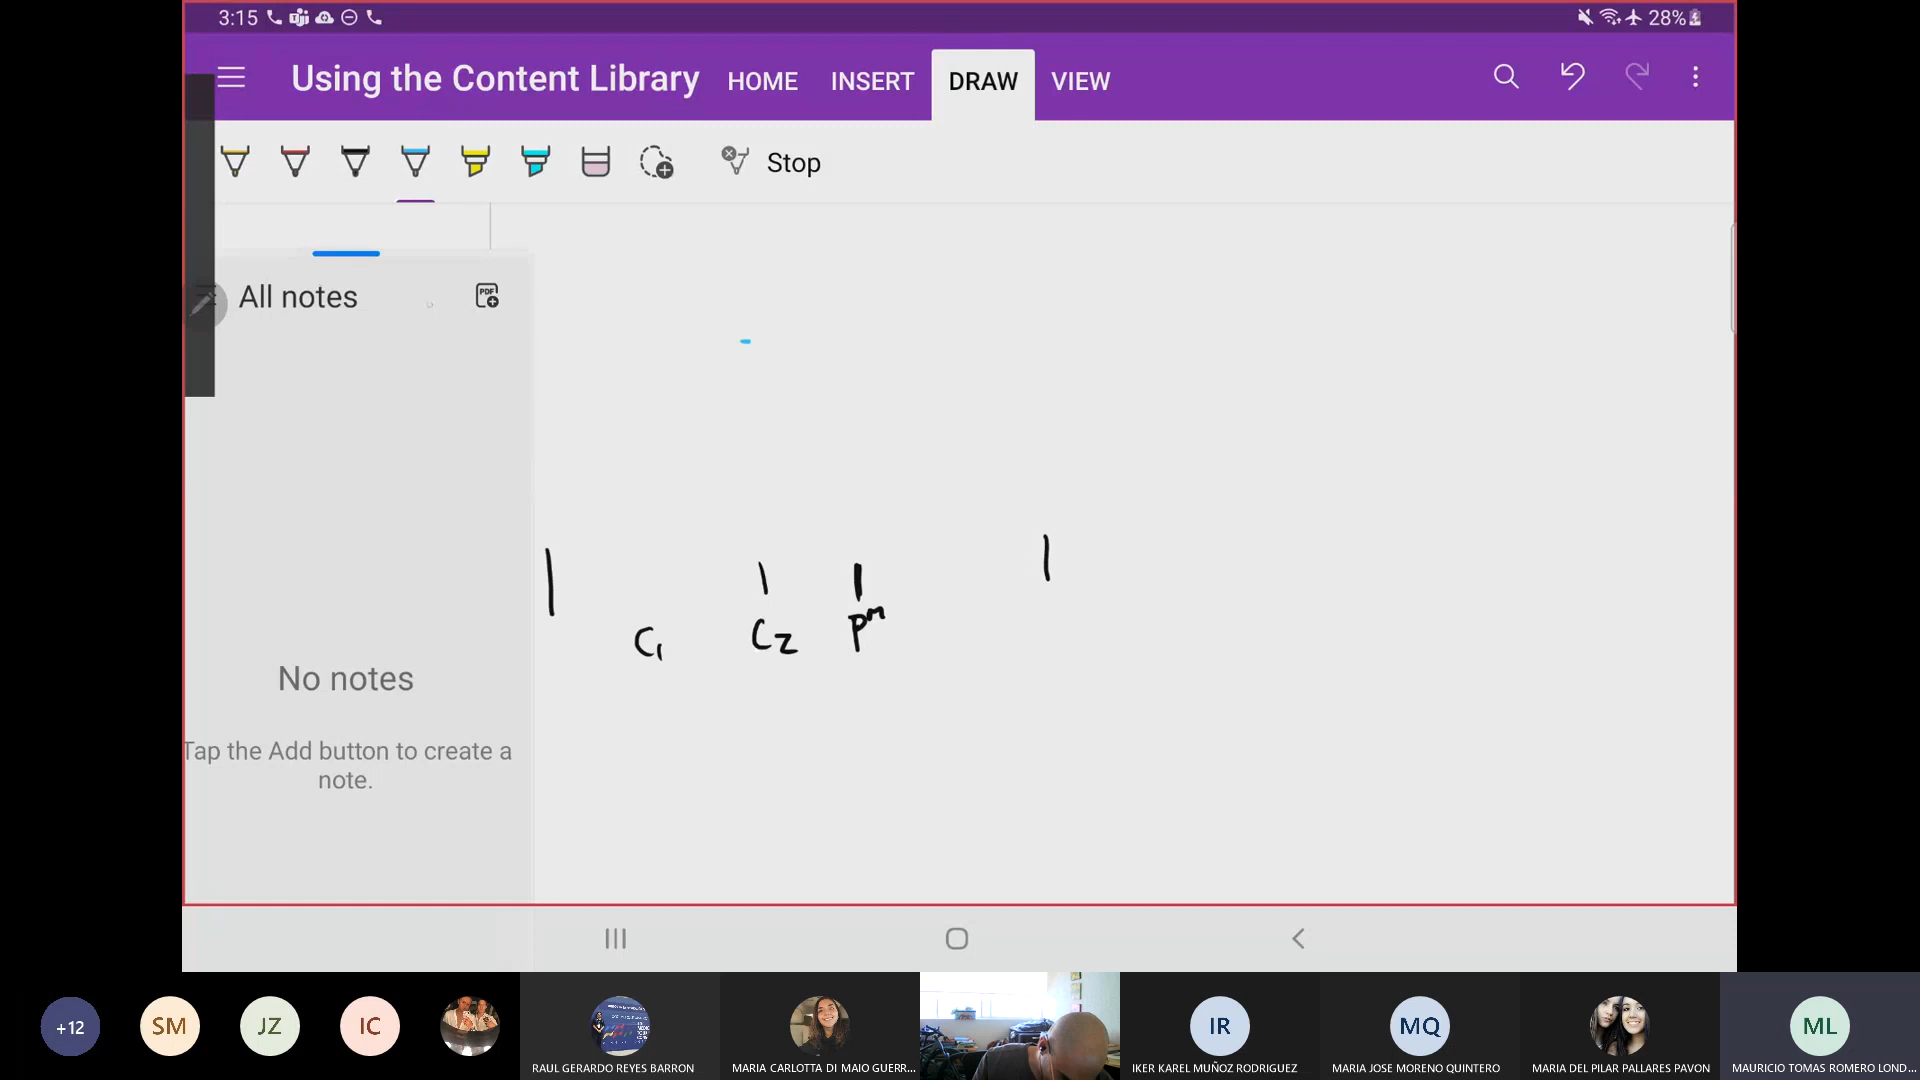 3:15 28%
Using the Content Library HOME INSERT DRAW VIEW
Stop
All notes
PDF
C1 C2 Pm
No notes
Tap the Add button to create a
note.
+12 SM JZ IC IR MQ ML
RAUL GERARDO REYES BARRON MARIA CARLOTTA DI MAIO GUERR... IKER KAREL MUÑOZ RODRIGUEZ MARIA JOSE MORENO QUINTERO MARIA DEL PILAR PALLARES PAVON MAURICIO TOMAS ROMERO LOND...